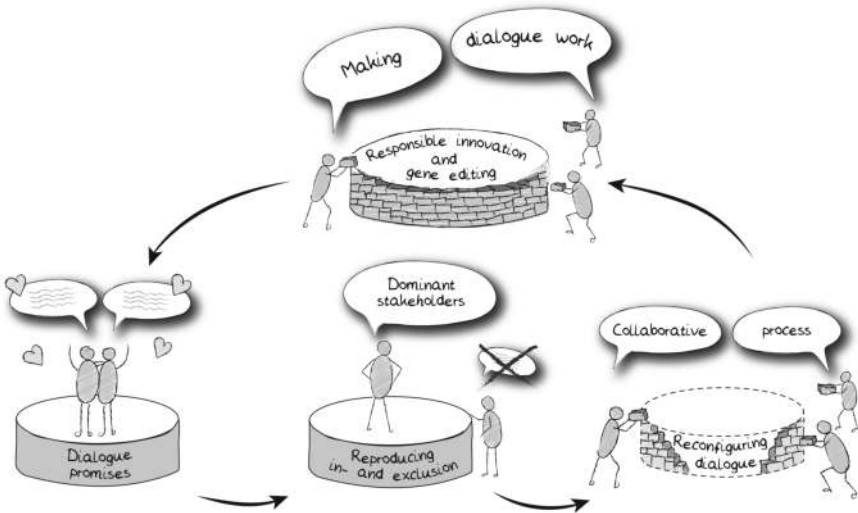 Making
dialogue work
Responsible innovation
and
gene editing
Dialogue
promises
Dominant
stakeholders
Reproducing
in- and exclusion
Collaborative
process
Reconfiguring
dialogue